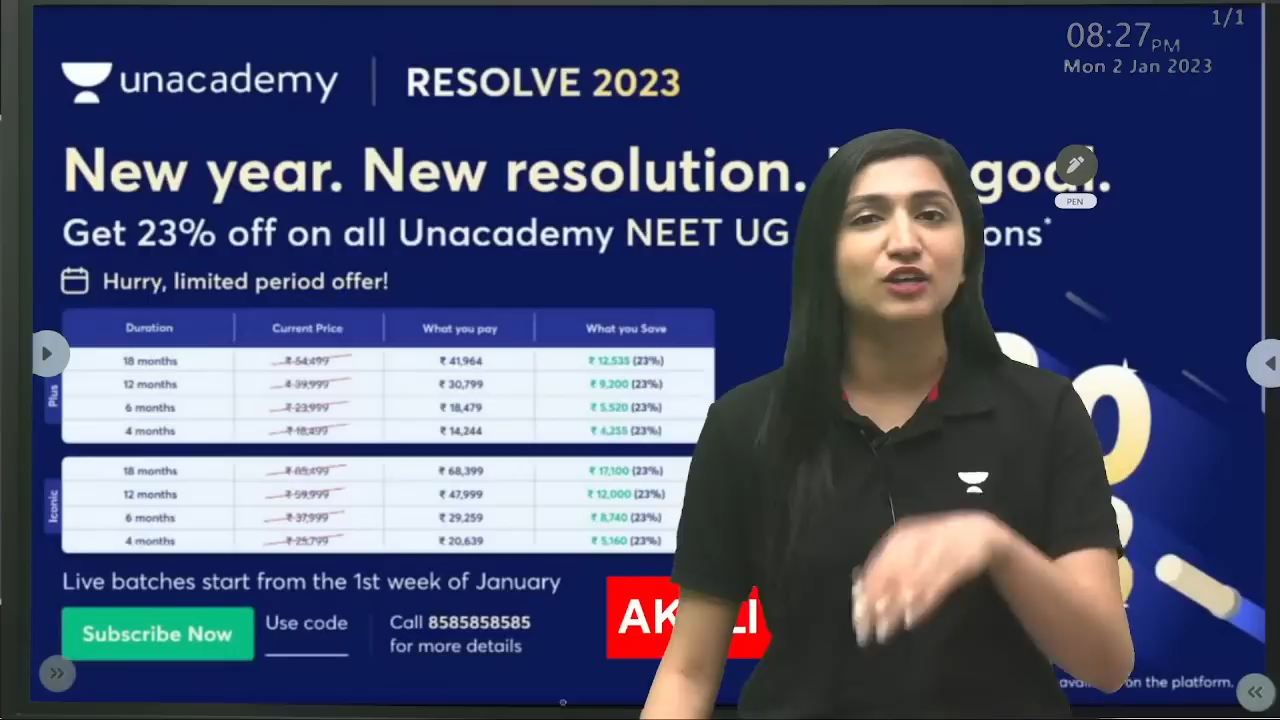 1/1
08:27 PM
Mon 2 Jan 2023
unacademy
RESOLVE 2023
New year. New resolution. goal.
PEN
Get 23% off on all Unacademy NEET UG
Hurry, limited period offer!
Duration Current Price What you pay What you Save
Plus
18 months ₹ 54,499 ₹ 41,964 ₹ 12,535 (23%)
12 months ₹ 39,999 ₹ 30,799 ₹ 9,200 (23%)
6 months ₹ 23,999 ₹ 18,479 ₹ 5,520 (23%)
4 months ₹ 18,499 ₹ 14,244 ₹ 4,255 (23%)
Iconic
18 months ₹ 85,499 ₹ 68,399 ₹ 17,100 (23%)
12 months ₹ 59,999 ₹ 47,999 ₹ 12,000 (23%)
6 months ₹ 37,999 ₹ 29,259 ₹ 8,740 (23%)
4 months ₹ 25,799 ₹ 20,639 ₹ 5,160 (23%)
Live batches start from the 1st week of January
Subscribe Now
Use code
Call 8585858585
for more details
on the platform.